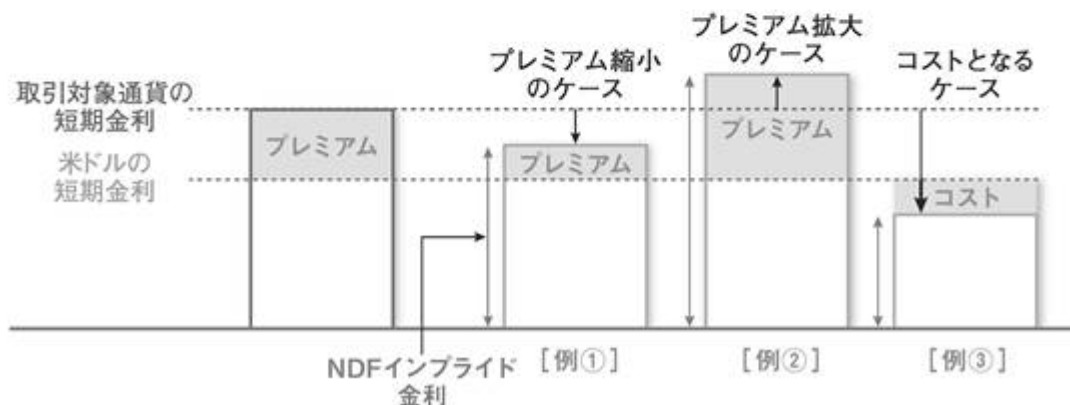 プレミアム縮小
のケース
プレミアム拡大
のケース
コストとなる
ケース
取引対象通貨の
短期金利
米ドルの
短期金利
プレミアム
プレミアム
プレミアム
コスト
NDFインプライド
金利
[例①]
[例②]
[例③]